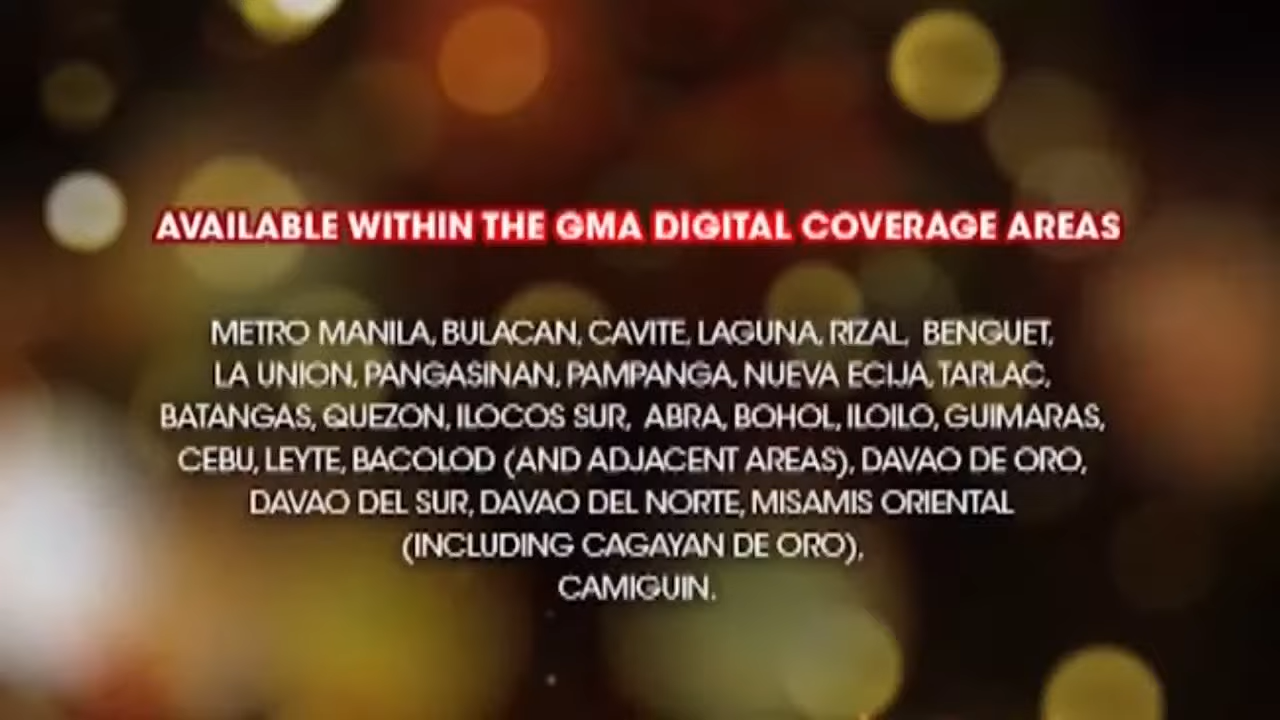 AVAILABLE WITHIN THE GMA DIGITAL COVERAGE AREAS
METRO MANILA, BULACAN, CAVITE, LAGUNA, RIZAL, BENGUET,
LA UNION, PANGASINAN, PAMPANGA, NUEVA ECIJA, TARLAC,
BATANGAS, QUEZON, ILOCOS SUR, ABRA, BOHOL, ILOILO, GUIMARAS,
CEBU, LEYTE, BACOLOD (AND ADJACENT AREAS), DAVAO DE ORO,
DAVAO DEL SUR, DAVAO DEL NORTE, MISAMIS ORIENTAL
(INCLUDING CAGAYAN DE ORO),
CAMIGUIN.